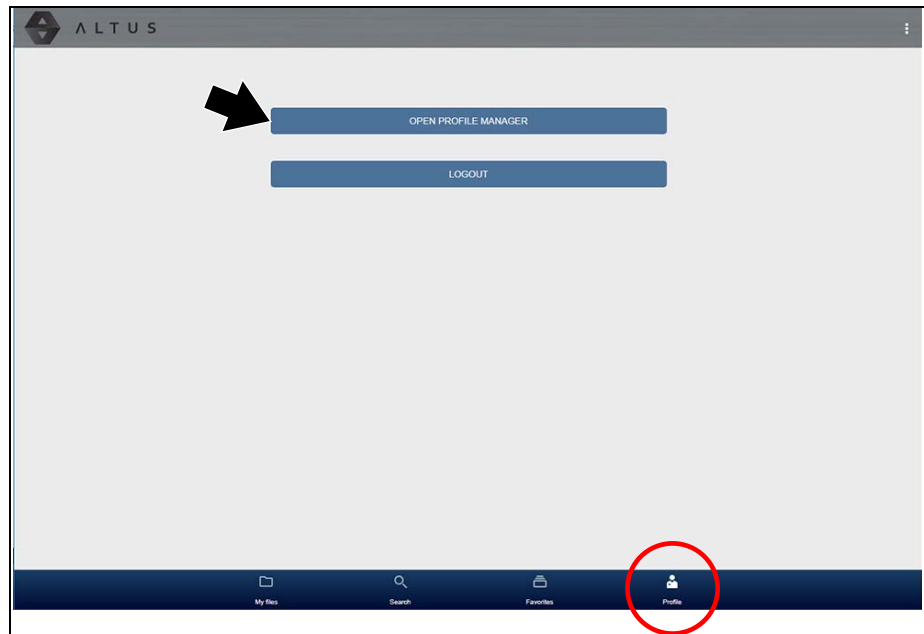 ALTUS
OPEN PROFILE MANAGER
LOGOUT
My files
Search
Favorites
Profile